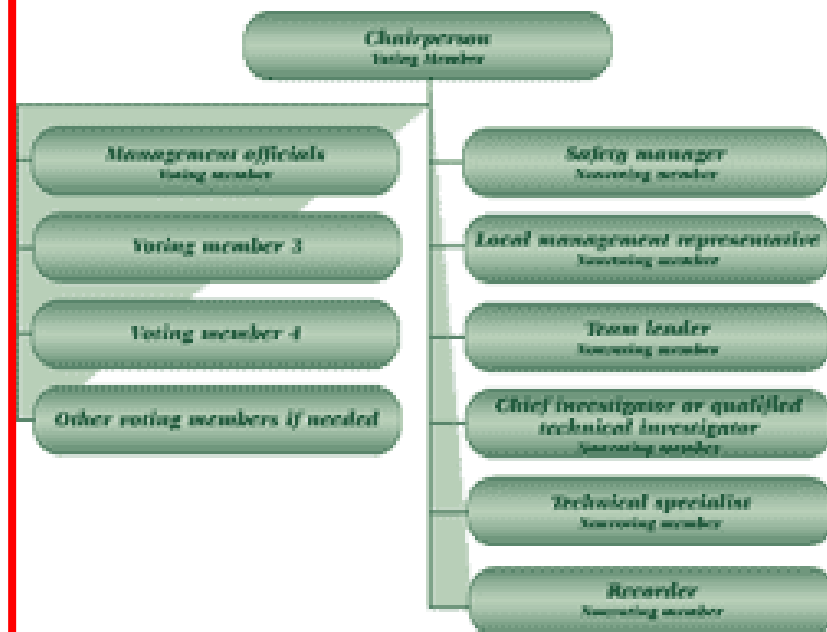 Chairperson
Voting Member
Management officials
Voting member
Voting member 3
Voting member 4
Other voting members if needed
Safety manager
Nonvoting member
Local management representative
Nonvoting member
Team leader
Nonvoting member
Chief investigator or qualified
technical investigator
Nonvoting member
Technical specialist
Nonvoting member
Recorder
Nonvoting member